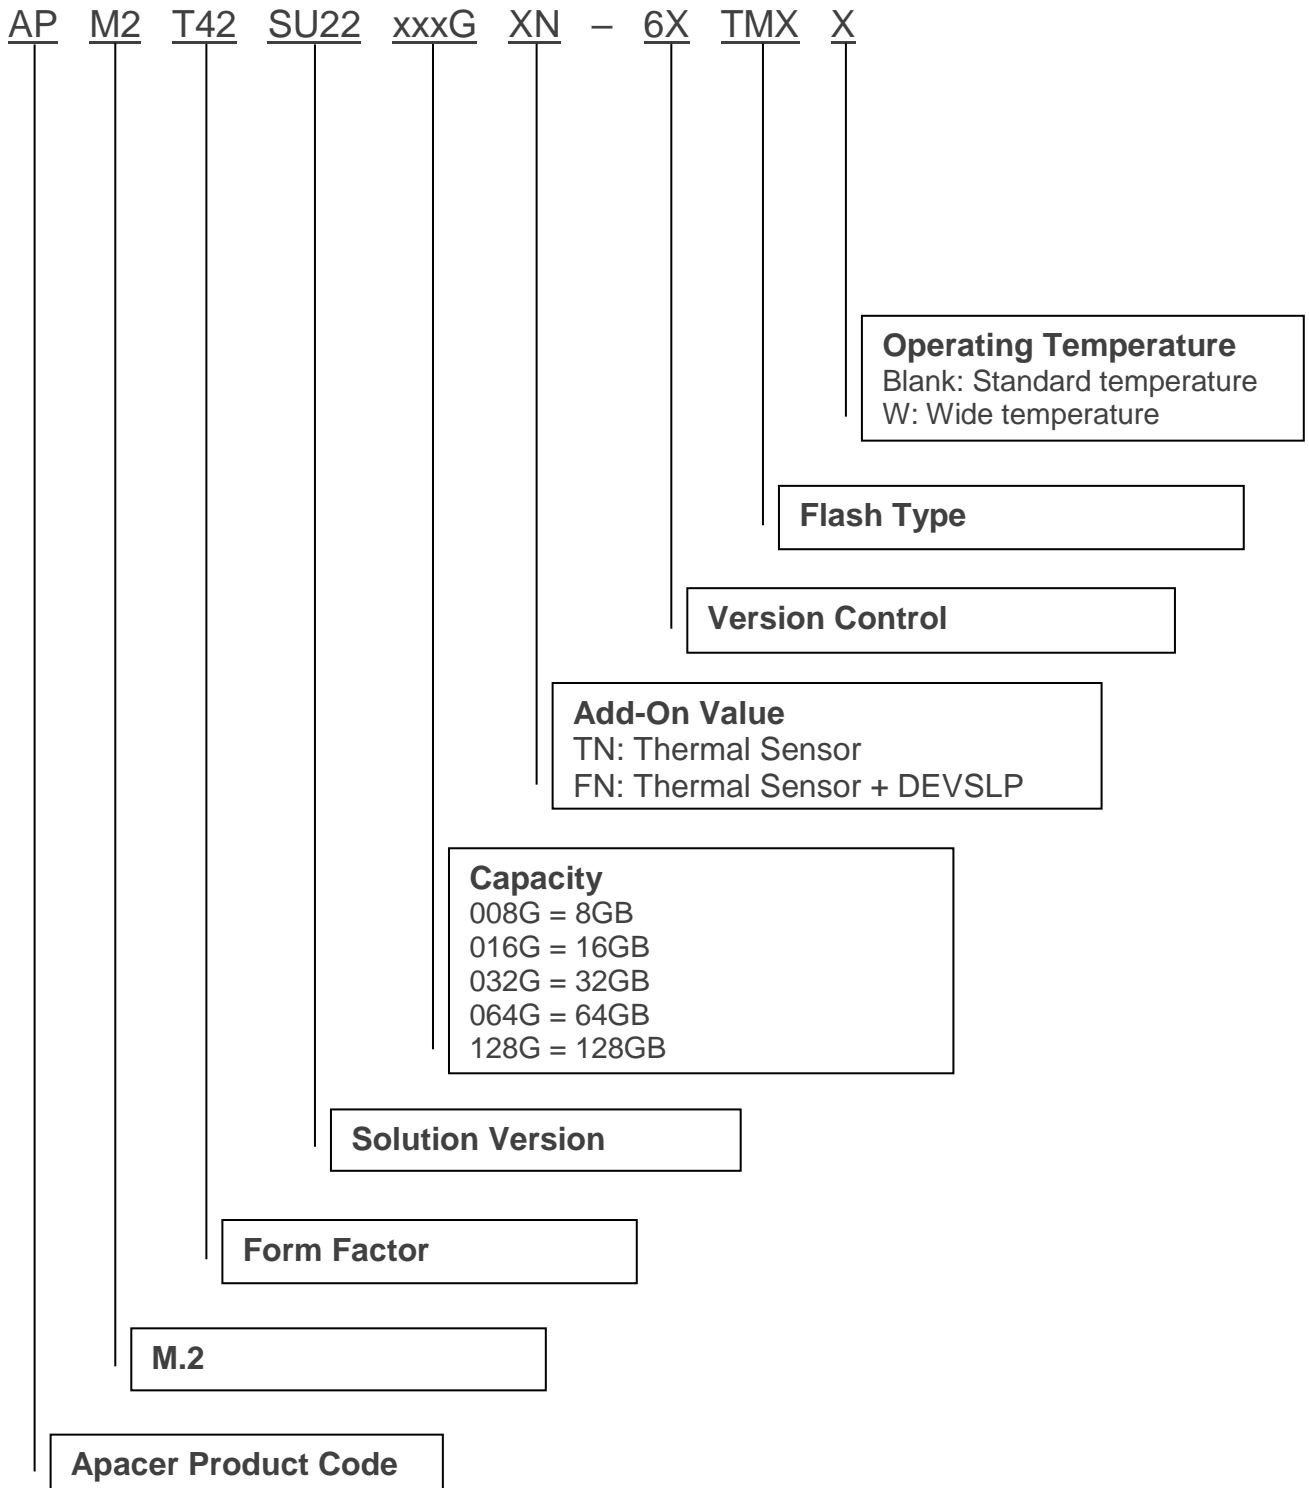 AP M2 T42 SU22 xxxG XN – 6X TMX X
Operating Temperature
Blank: Standard temperature
W: Wide temperature
Flash Type
Version Control
Add-On Value
TN: Thermal Sensor
FN: Thermal Sensor + DEVSLP
Capacity
008G = 8GB
016G = 16GB
032G = 32GB
064G = 64GB
128G = 128GB
Solution Version
Form Factor
M.2
Apacer Product Code